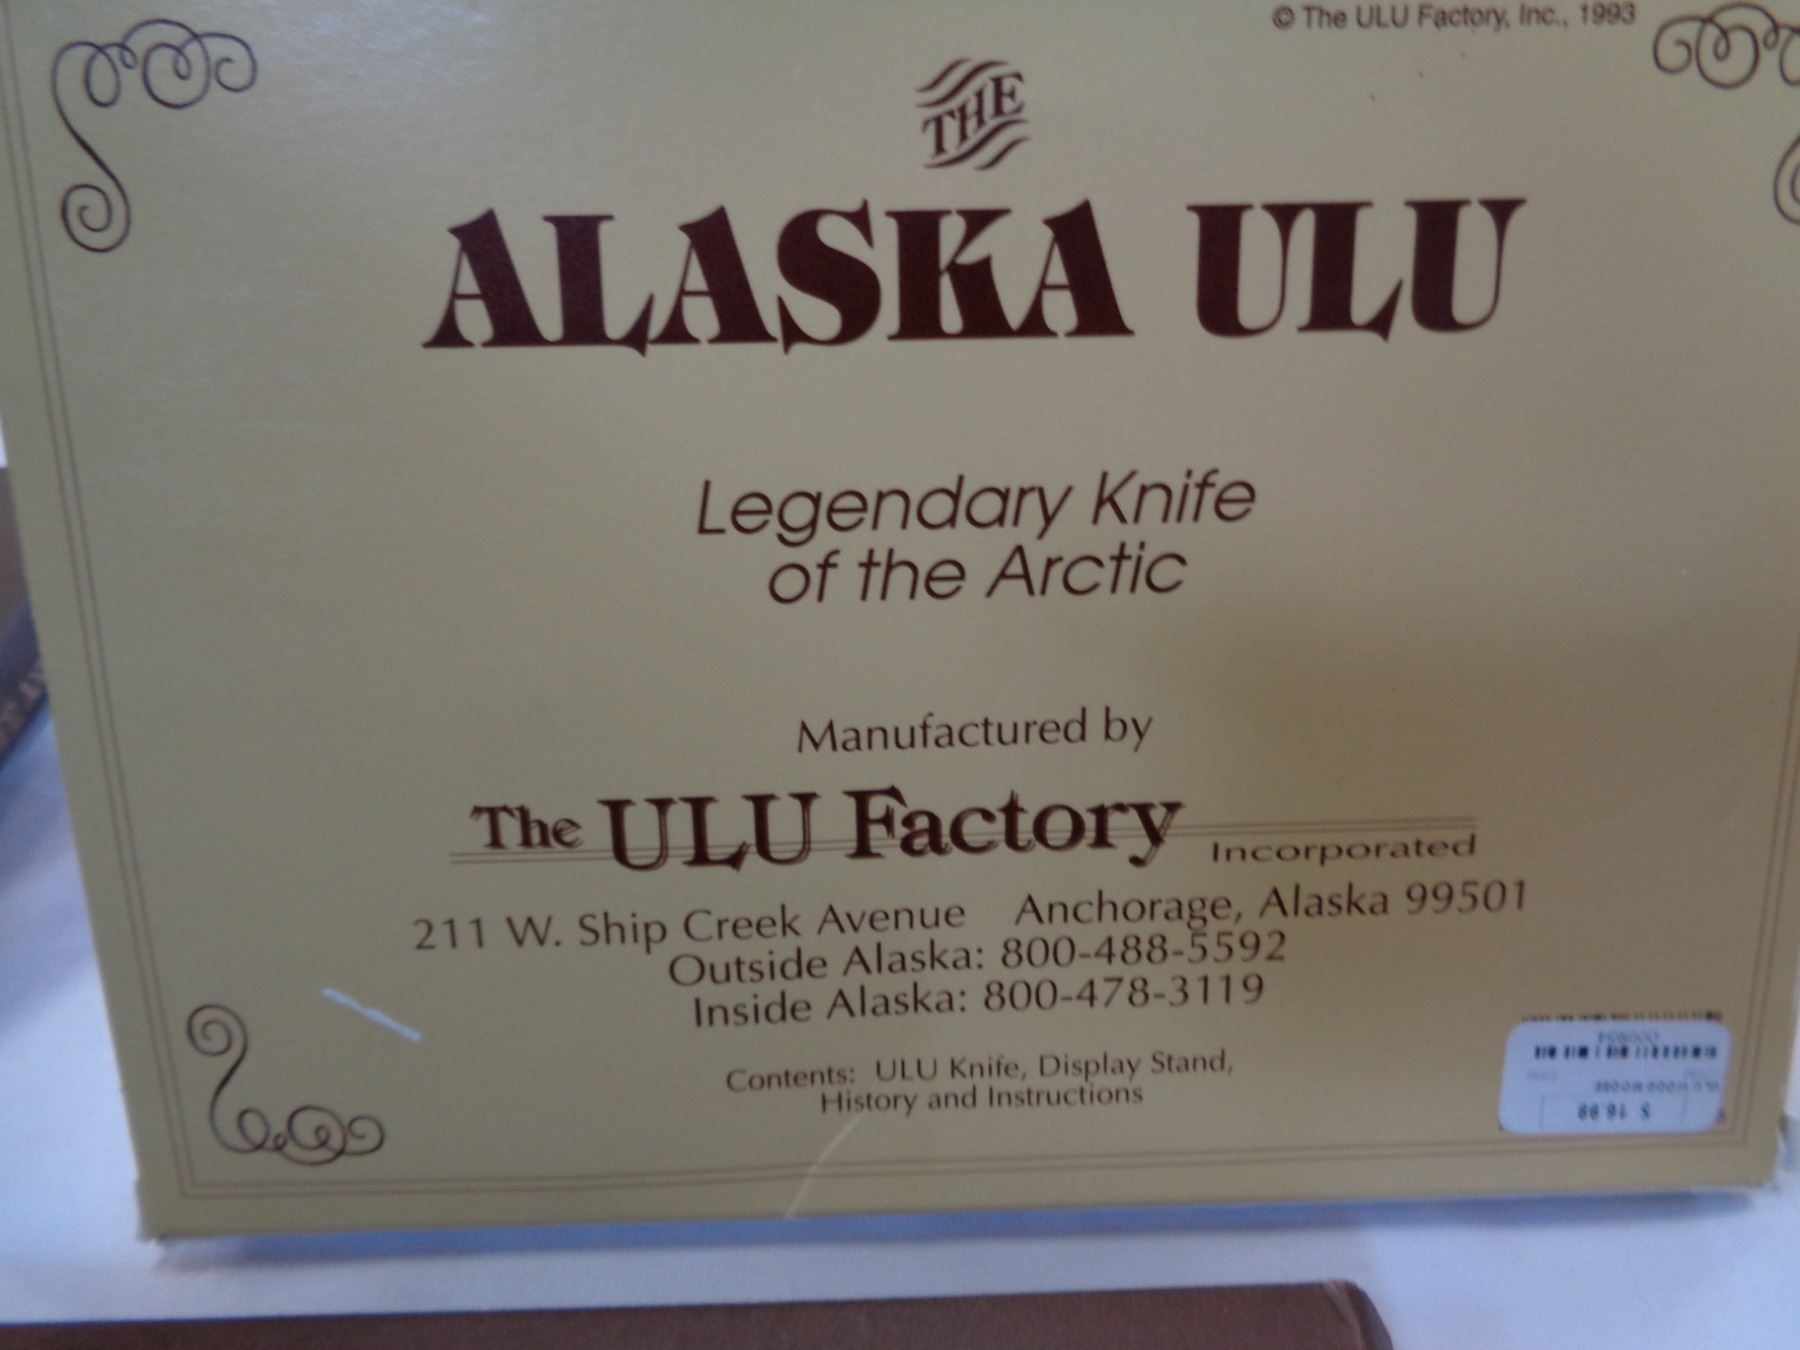 © The ULU Factory, Inc., 1993
THE
ALASKA ULU
Legendary Knife
of the Arctic
Manufactured by
The ULU Factory
Incorporated
211 W. Ship Creek Avenue Anchorage, Alaska 99501
Outside Alaska: 800-488-5592
Inside Alaska: 800-478-3119
Contents: ULU Knife, Display Stand,
History and Instructions
$ 16.99